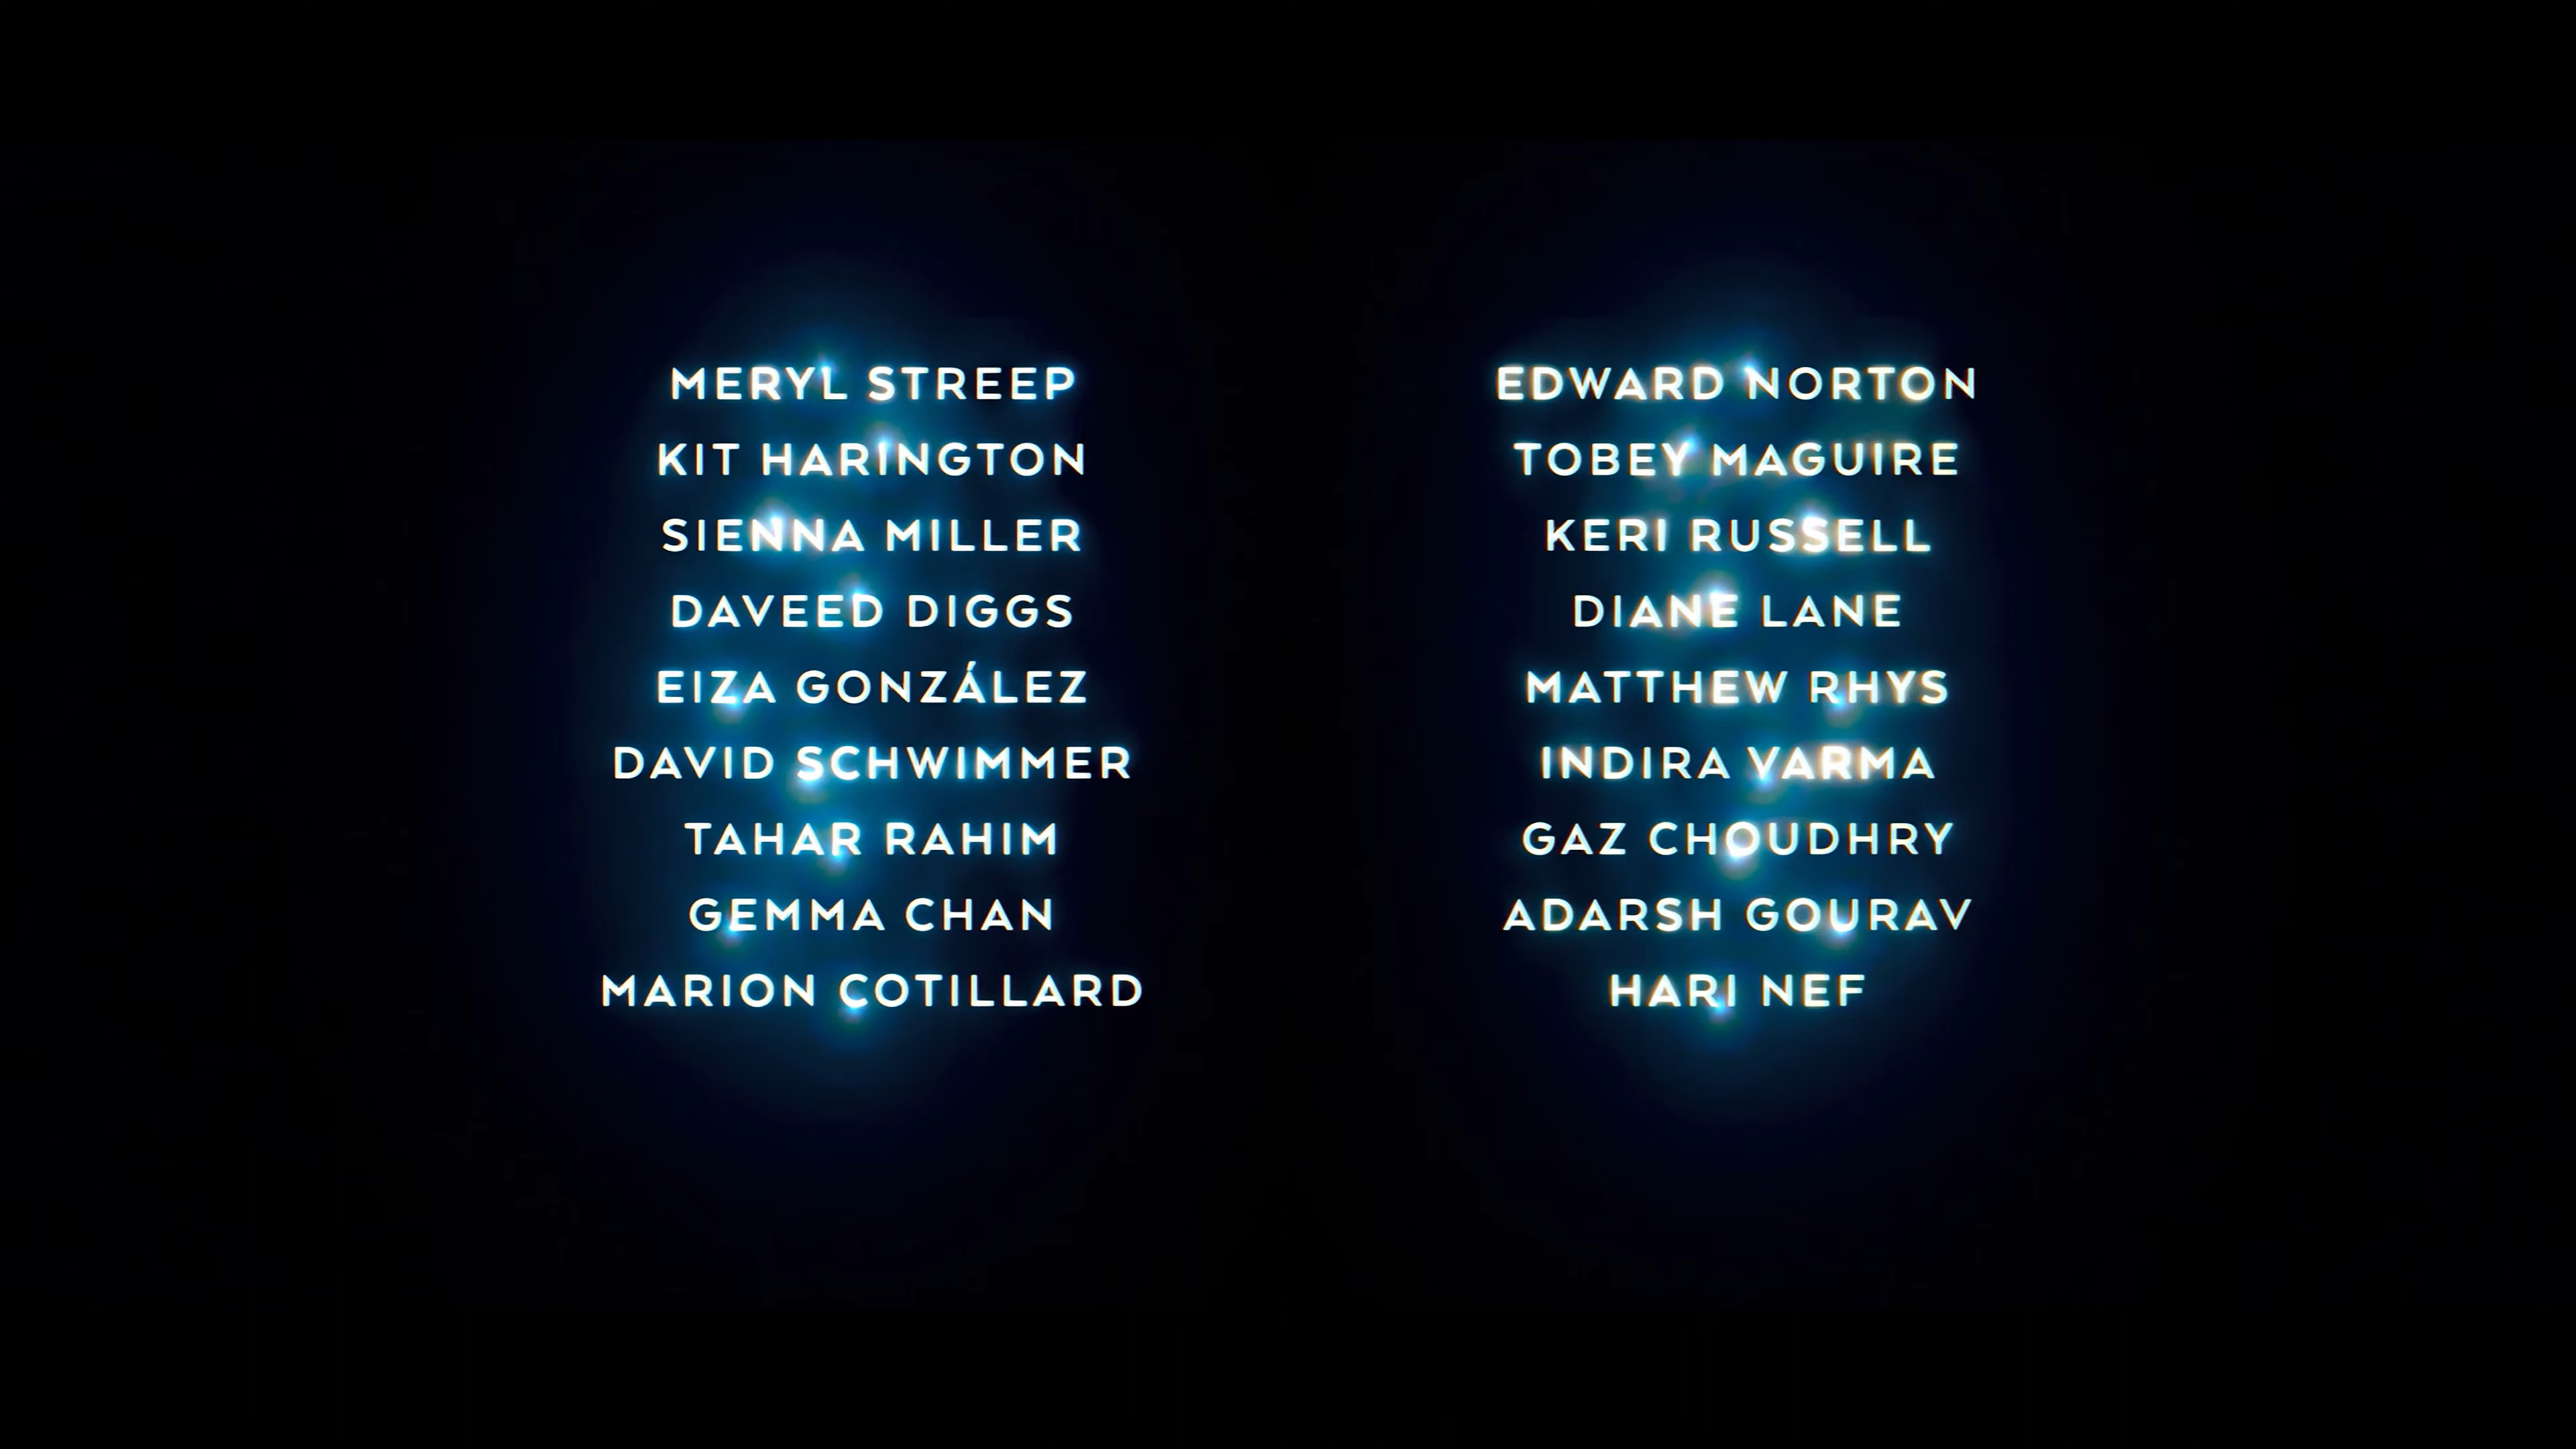 MERYL STREEP
KIT HARINGTON
SIENNA MILLER
DAVEED DIGGS
EIZA GONZÁLEZ
DAVID SCHWIMMER
TAHAR RAHIM
GEMMA CHAN
MARION COTILLARD
EDWARD NORTON
TOBEY MAGUIRE
KERI RUSSELL
DIANE LANE
MATTHEW RHYS
INDIRA VARMA
GAZ CHOUDHRY
ADARSH GOURAV
HARI NEF